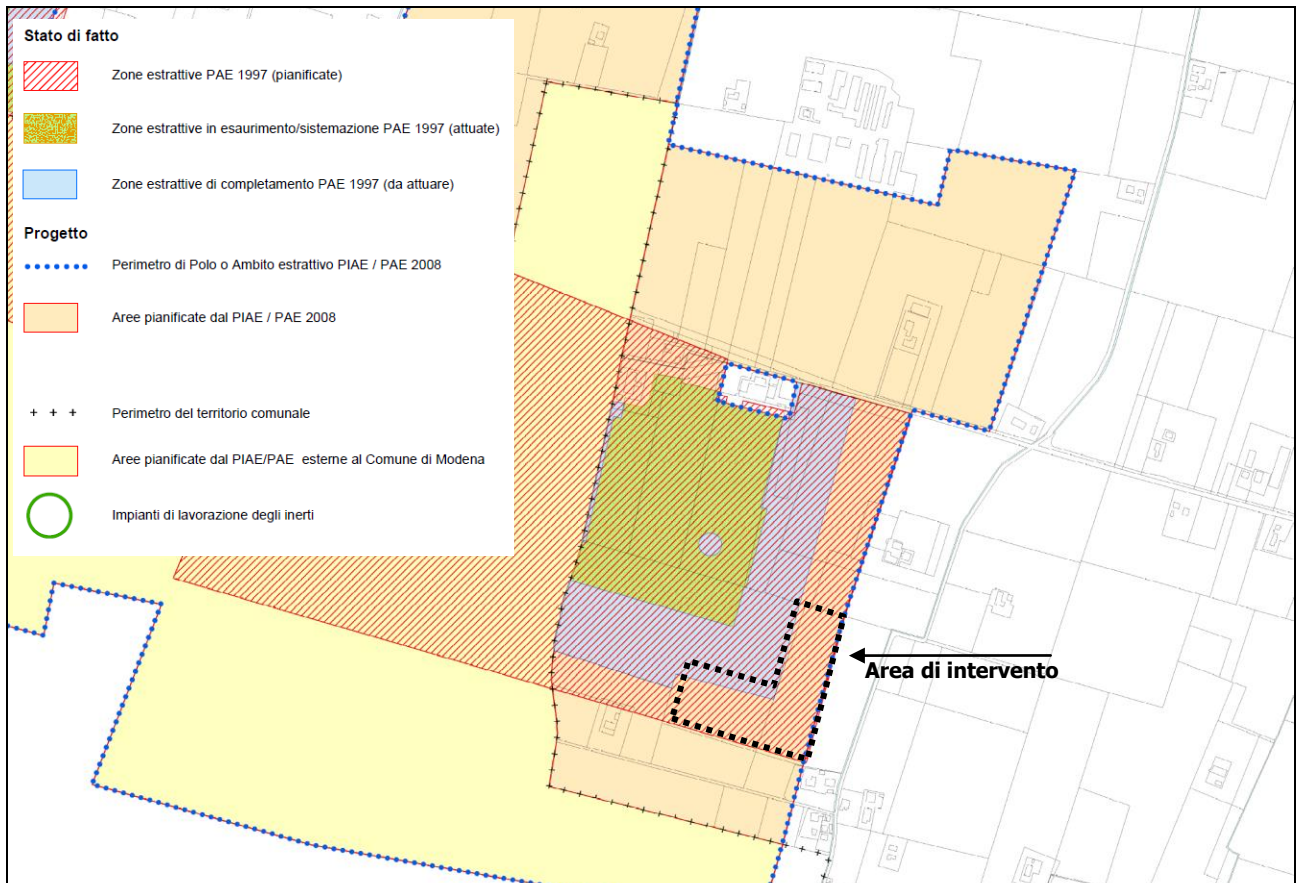 Stato di fatto
Zone estrattive PAE 1997 (pianificate)
Zone estrattive in esaurimento/sistemazione PAE 1997 (attuate)
Zone estrattive di completamento PAE 1997 (da attuare)
Progetto
Perimetro di Polo o Ambito estrattivo PIAE / PAE 2008
Aree pianificate dal PIAE / PAE 2008
Perimetro del territorio comunale
Aree pianificate dal PIAE/PAE esterne al Comune di Modena
Impianti di lavorazione degli inerti
Area di intervento